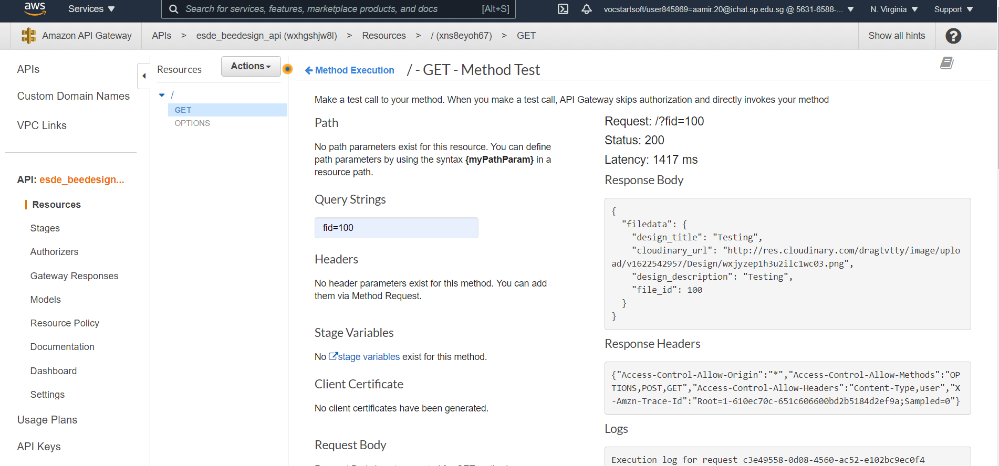 aws
Services
Search for services, features, marketplace products, and docs
[Alt+S]
vocstartsoft/user845869=aamir.20@ichat.sp.edu.sg @ 5631-6588-...
N. Virginia
Support
Amazon API Gateway
APIs > esde_beedesign_api (wxhgshjw8l) > Resources > / (xns8eyoh67) > GET
Show all hints
?
APIs
Custom Domain Names
VPC Links
API: esde_beedesign...
Resources
Stages
Authorizers
Gateway Responses
Models
Resource Policy
Documentation
Dashboard
Settings
Usage Plans
API Keys
Resources
Actions
/
GET
OPTIONS
Method Execution
/ - GET - Method Test
Make a test call to your method. When you make a test call, API Gateway skips authorization and directly invokes your method
Path
No path parameters exist for this resource. You can define
path parameters by using the syntax {myPathParam} in a
resource path.
Query Strings
fid=100
Headers
No header parameters exist for this method. You can add
them via Method Request.
Stage Variables
No stage variables exist for this method.
Client Certificate
No client certificates have been generated.
Request Body
Request: /?fid=100
Status: 200
Latency: 1417 ms
Response Body
{
"filedata": {
"design_title": "Testing",
"cloudinary_url": "http://res.cloudinary.com/dragtvtty/image/uplo
ad/v1622542957/Design/wxjyzep1h3u2ilc1wc03.png",
"design_description": "Testing",
"file_id": 100
}
}
Response Headers
{"Access-Control-Allow-Origin":"*","Access-Control-Allow-Methods":"OP
TIONS,POST,GET","Access-Control-Allow-Headers":"Content-Type,user","X
-Amzn-Trace-Id":"Root=1-610ec70c-651c606600bd2b5184d2ef9a;Sampled=0"}
Logs
Execution log for request c3e49558-0d08-4560-ac52-e102bc9ec0f4